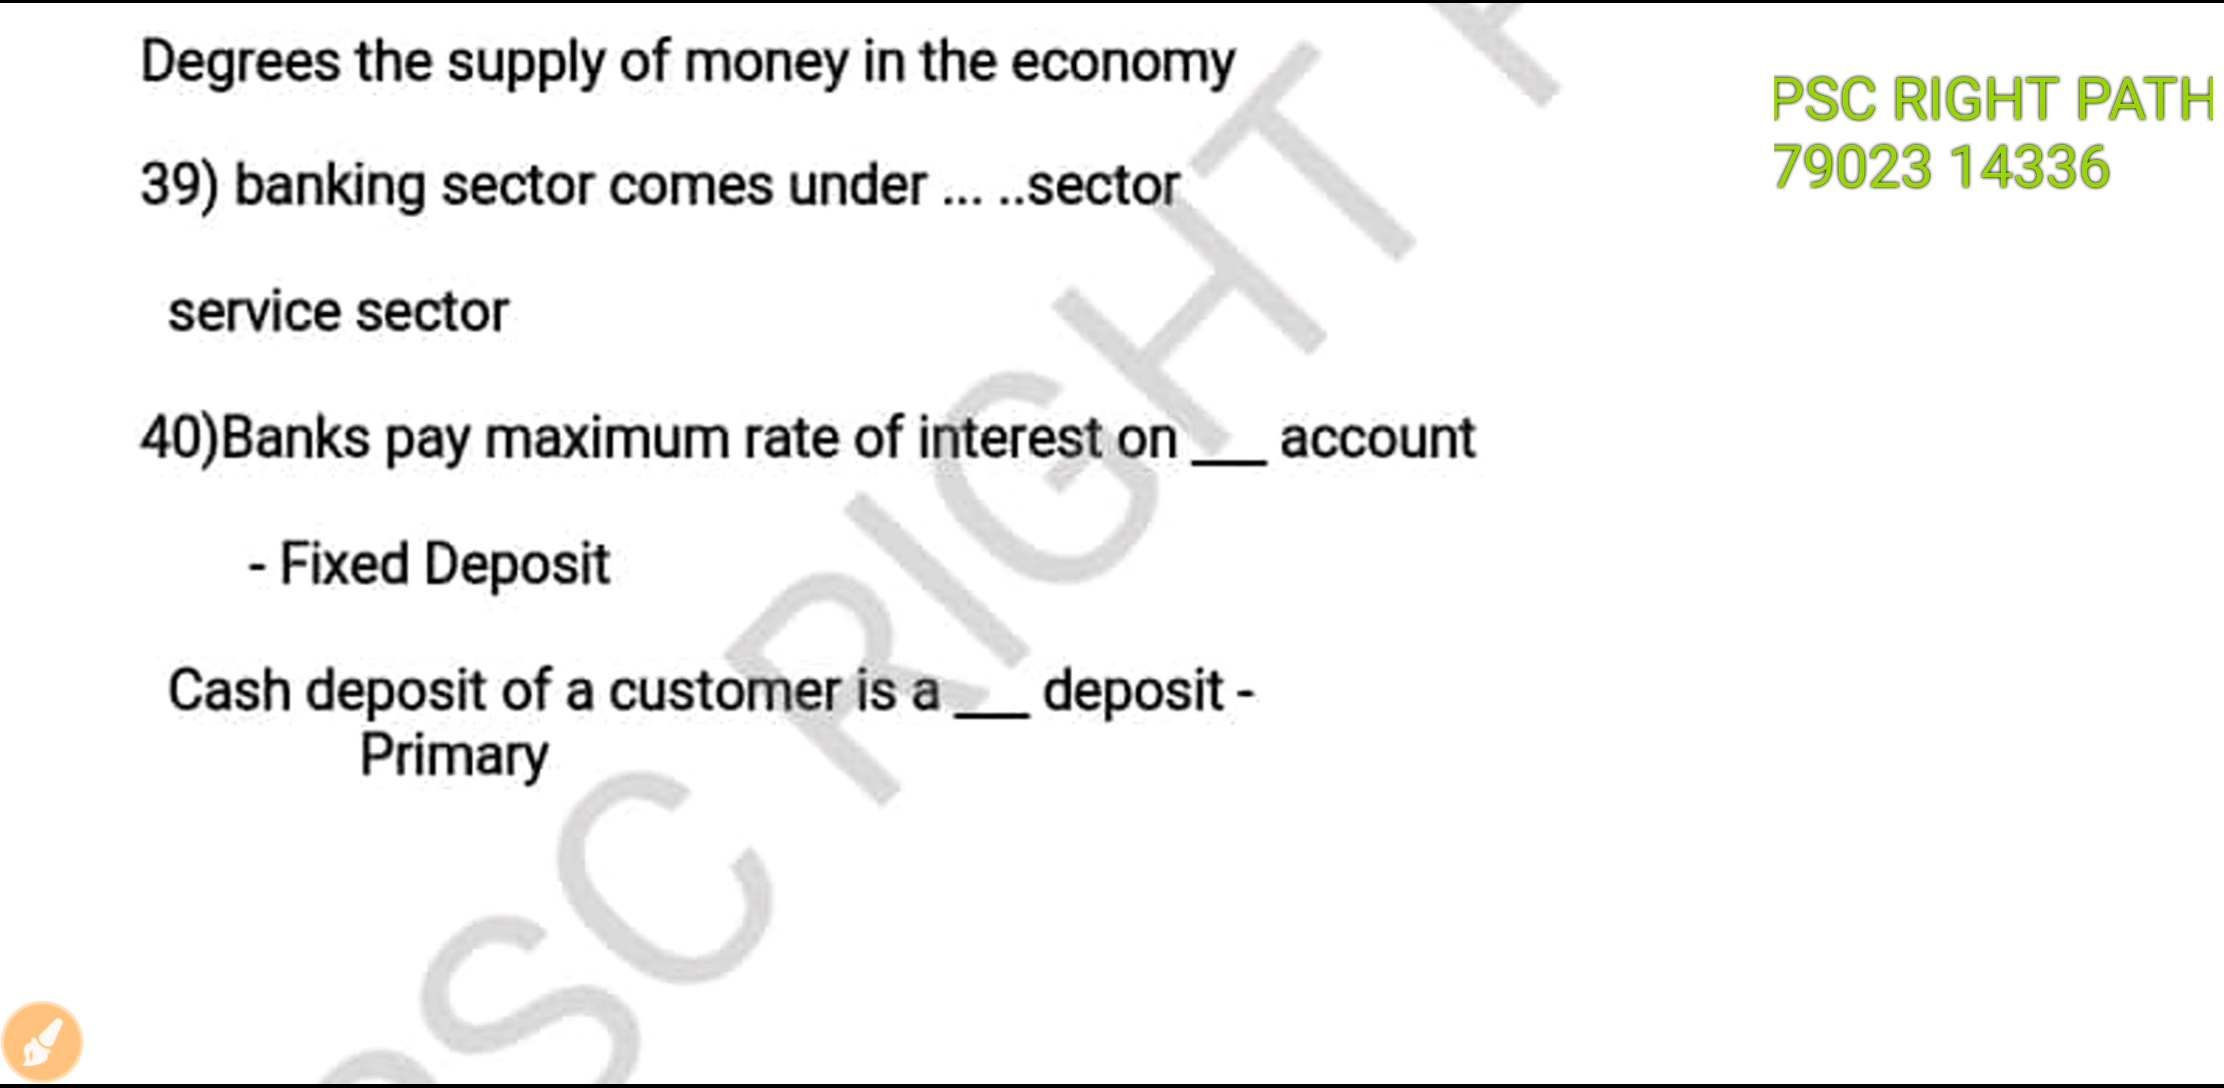 Degrees the supply of money in the economy
PSC RIGHT PATH
79023 14336
39) banking sector comes under ... ..sector
service sector
40)Banks pay maximum rate of interest on ___ account
- Fixed Deposit
Cash deposit of a customer is a ___ deposit -
Primary
PSC RIGHT P